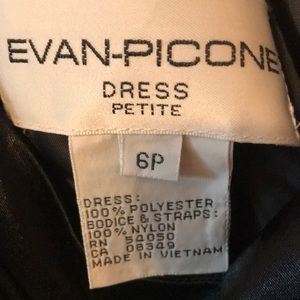 EVAN-PICONE
DRESS
PETITE
6P
DRESS:
100% POLYESTER
BODICE & STRAPS:
100% NYLON
RN 54050
CA 08349
MADE IN VIETNAM